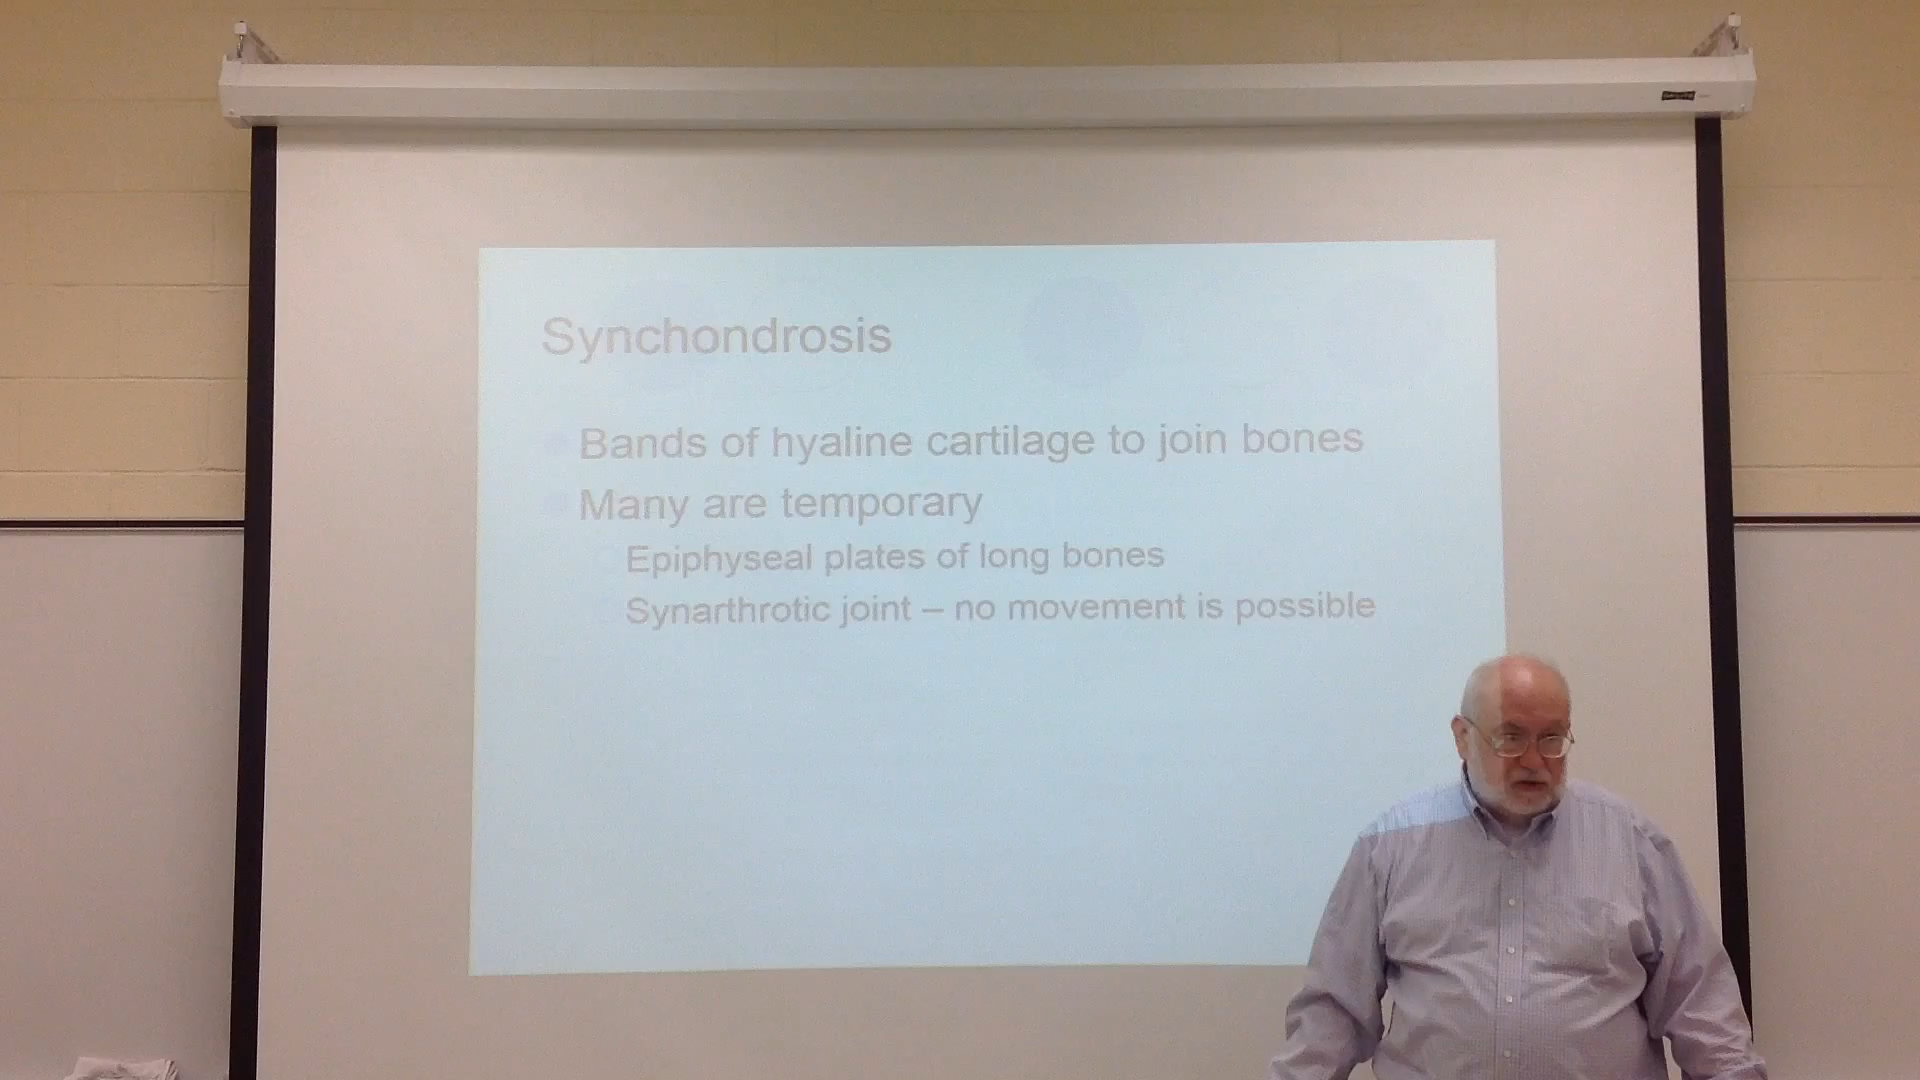 Synchondrosis
Bands of hyaline cartilage to join bones
Many are temporary
Epiphyseal plates of long bones
Synarthrotic joint – no movement is possible